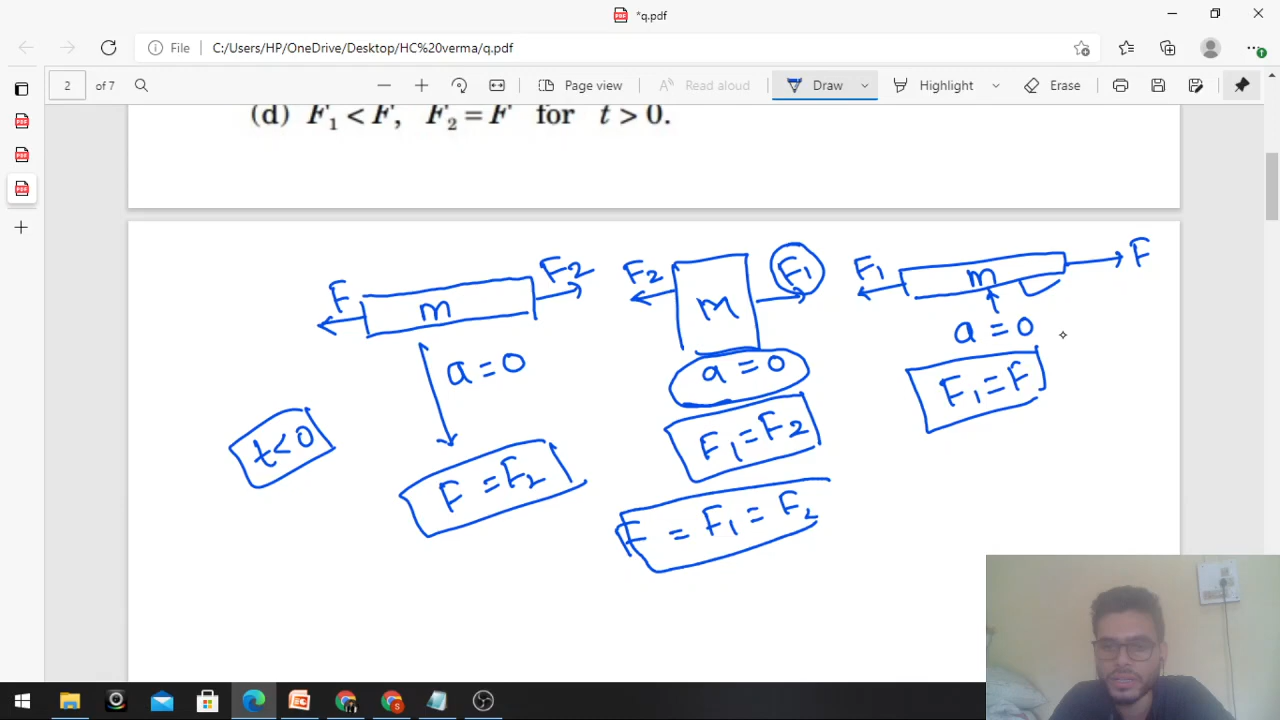 *q.pdf
File C:/Users/HP/OneDrive/Desktop/HC%20verma/q.pdf
2 of 7 Page view Read aloud Draw Highlight Erase
(d) F₁ < F, F₂ = F for t > 0.
F m F2 F2 m F1 F1 m F
a = 0 a = 0 a = 0
t < 0 F = F2 F1 = F2 F1 = F
F = F1 = F2